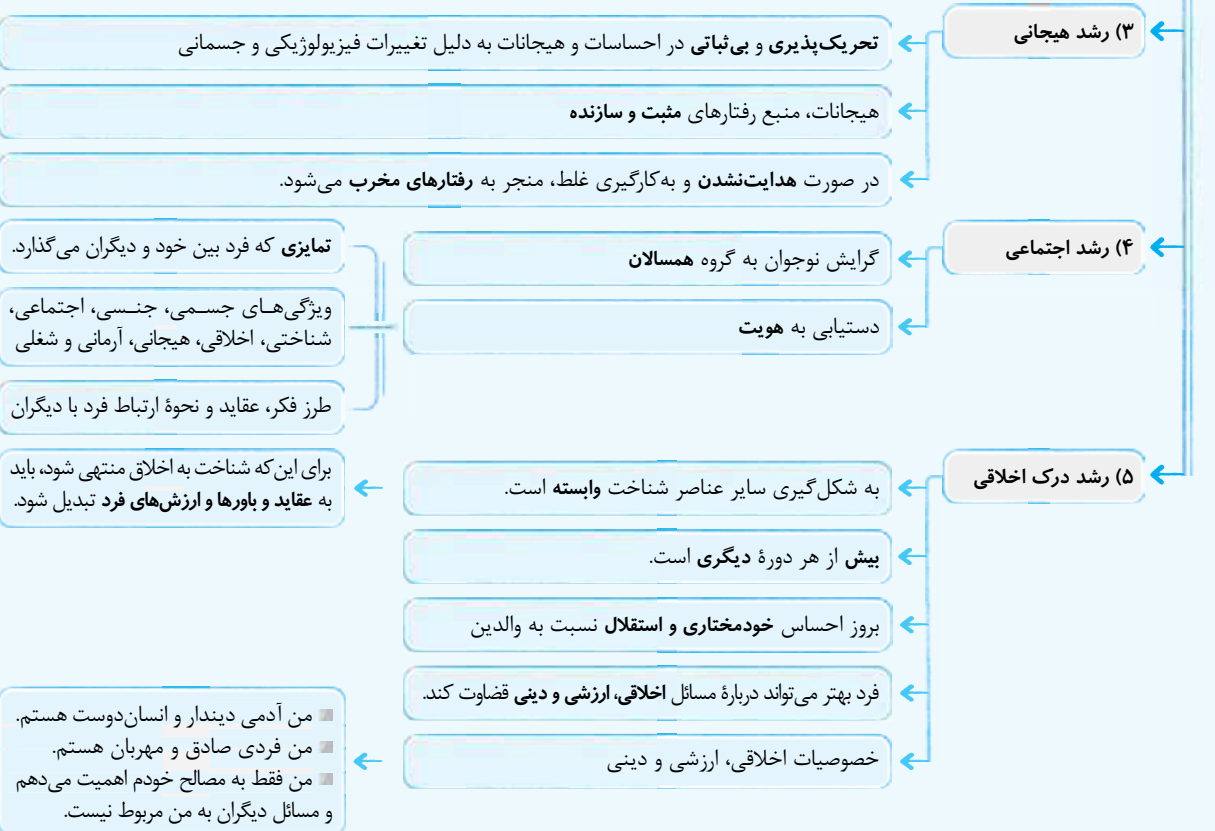 ۳) رشد هیجانی
تحریک‌پذیری و بی‌ثباتی در احساسات و هیجانات به دلیل تغییرات فیزیولوژیکی و جسمانی
هیجانات، منبع رفتارهای مثبت و سازنده
در صورت هدایت‌نشدن و به‌کارگیری غلط، منجر به رفتارهای مخرب می‌شود.
۴) رشد اجتماعی
گرایش نوجوان به گروه همسالان
دستیابی به هویت
تمایزی که فرد بین خود و دیگران می‌گذارد.
ویژگی‌هـای جسـمی، جنـسی، اجتماعی،
شناختی، اخلاقی، هیجانی، آرمانی و شغلی
طرز فکر، عقاید و نحوۀ ارتباط فرد با دیگران
۵) رشد درک اخلاقی
به شکل‌گیری سایر عناصر شناخت وابسته است.
برای این‌که شناخت به اخلاق منتهی شود، باید
به عقاید و باورها و ارزش‌های فرد تبدیل شود.
بیش از هر دورۀ دیگری است.
بروز احساس خودمختاری و استقلال نسبت به والدین
فرد بهتر می‌تواند دربارۀ مسائل اخلاقی، ارزشی و دینی قضاوت کند.
خصوصیات اخلاقی، ارزشی و دینی
من آدمی دیندار و انسان‌دوست هستم.
من فردی صادق و مهربان هستم.
من فقط به مصالح خودم اهمیت می‌دهم
و مسائل دیگران به من مربوط نیست.